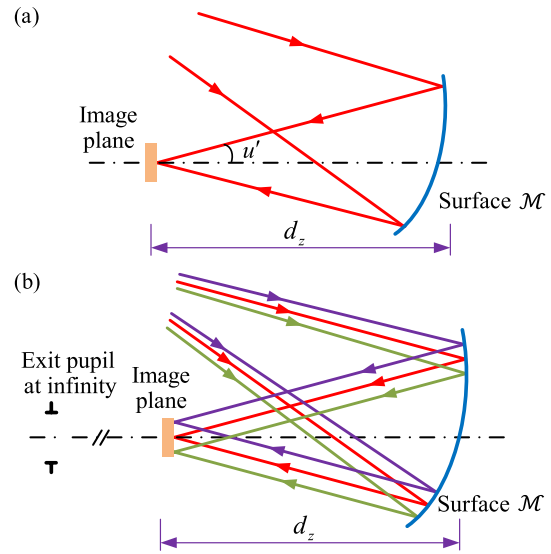 (a)
Image
plane
u′
Surface ℳ
d_z
(b)
Exit pupil
at infinity
Image
plane
Surface ℳ
d_z